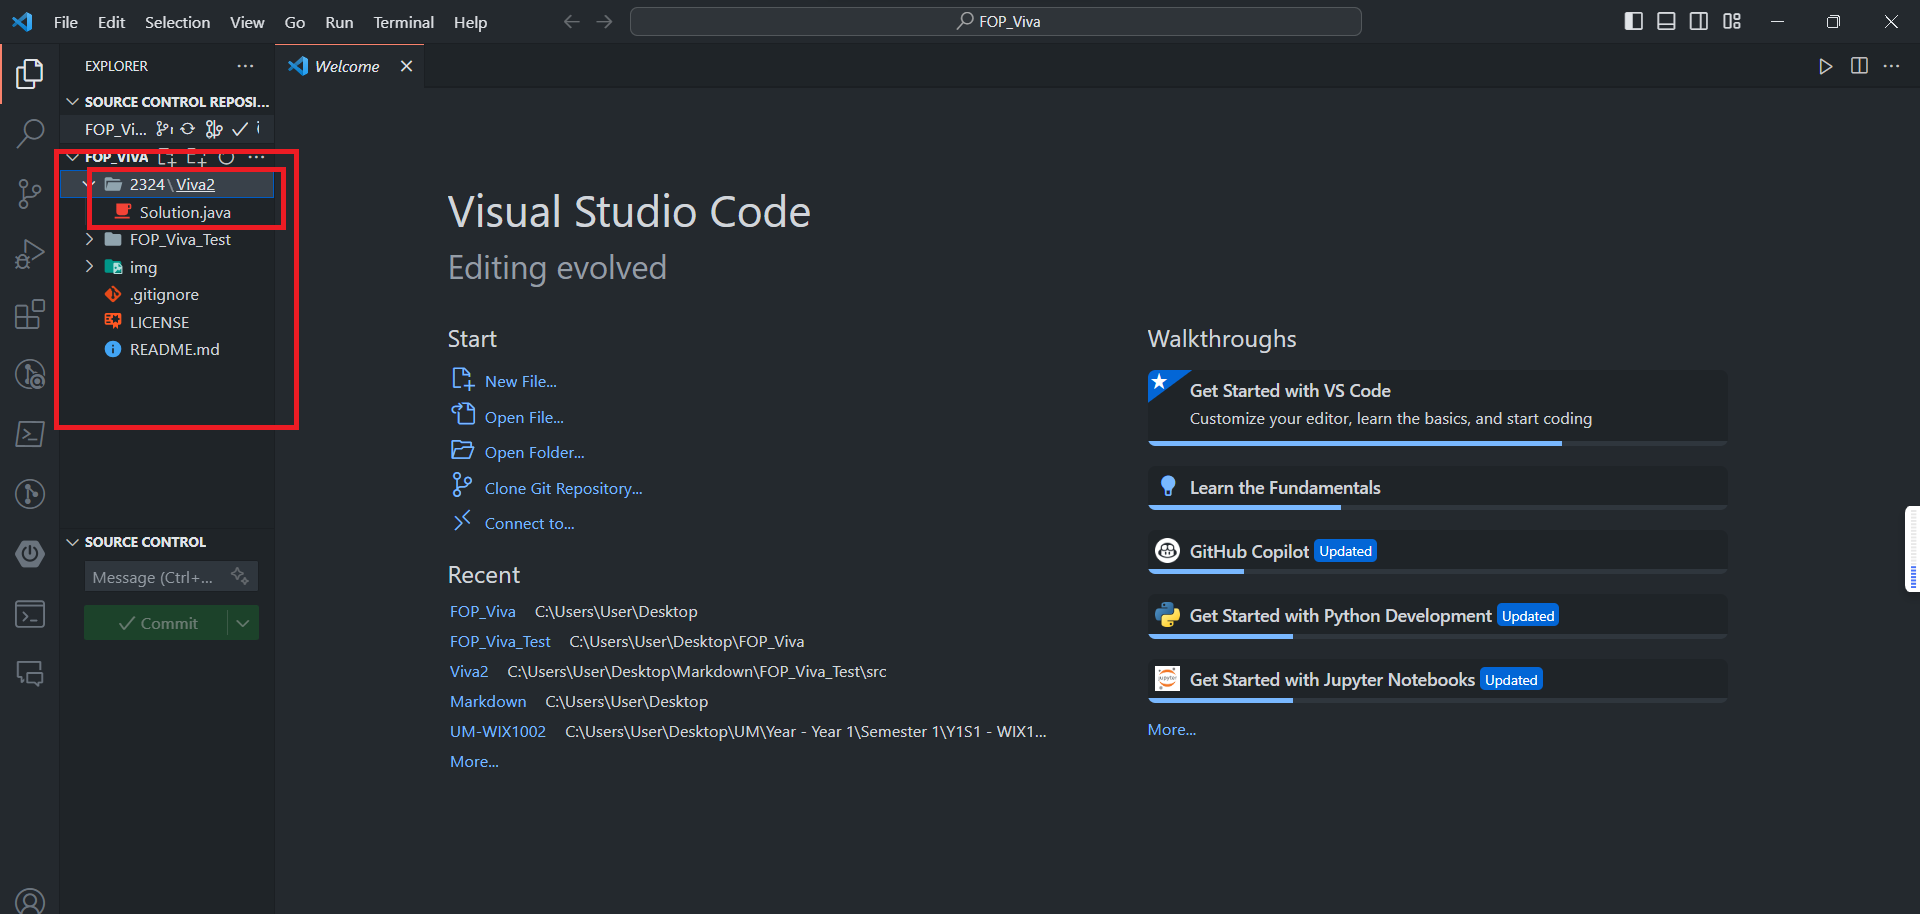 File Edit Selection View Go Run Terminal Help
FOP_Viva
EXPLORER
Welcome
SOURCE CONTROL REPOSI...
FOP_Vi...
FOP_VIVA
2324\Viva2
Solution.java
FOP_Viva_Test
img
.gitignore
LICENSE
README.md
SOURCE CONTROL
Message (Ctrl+...
Commit
Visual Studio Code
Editing evolved
Start
New File...
Open File...
Open Folder...
Clone Git Repository...
Connect to...
Recent
FOP_Viva C:\Users\User\Desktop
FOP_Viva_Test C:\Users\User\Desktop\FOP_Viva
Viva2 C:\Users\User\Desktop\Markdown\FOP_Viva_Test\src
Markdown C:\Users\User\Desktop
UM-WIX1002 C:\Users\User\Desktop\UM\Year - Year 1\Semester 1\Y1S1 - WIX1...
More...
Walkthroughs
Get Started with VS Code
Customize your editor, learn the basics, and start coding
Learn the Fundamentals
GitHub Copilot Updated
Get Started with Python Development Updated
jupyter
Get Started with Jupyter Notebooks Updated
More...